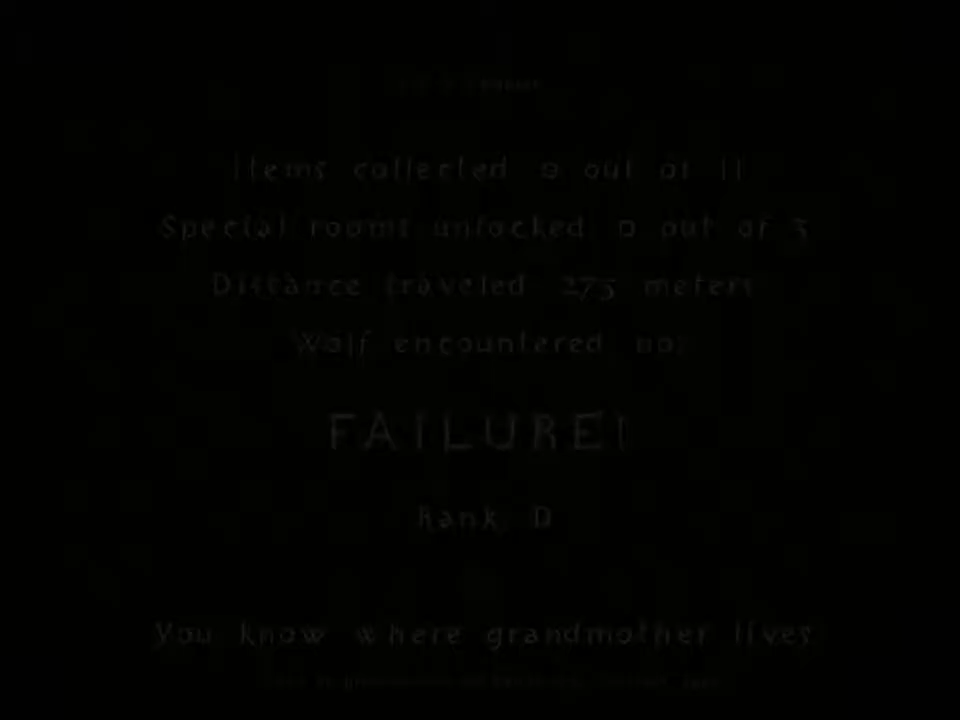 Items collected: 0 out of 11
Special rooms unlocked: 0 out of 3
Distance traveled: 275 meters
Wolf encountered: no!
FAILURE!
Rank: D
You know where grandmother lives